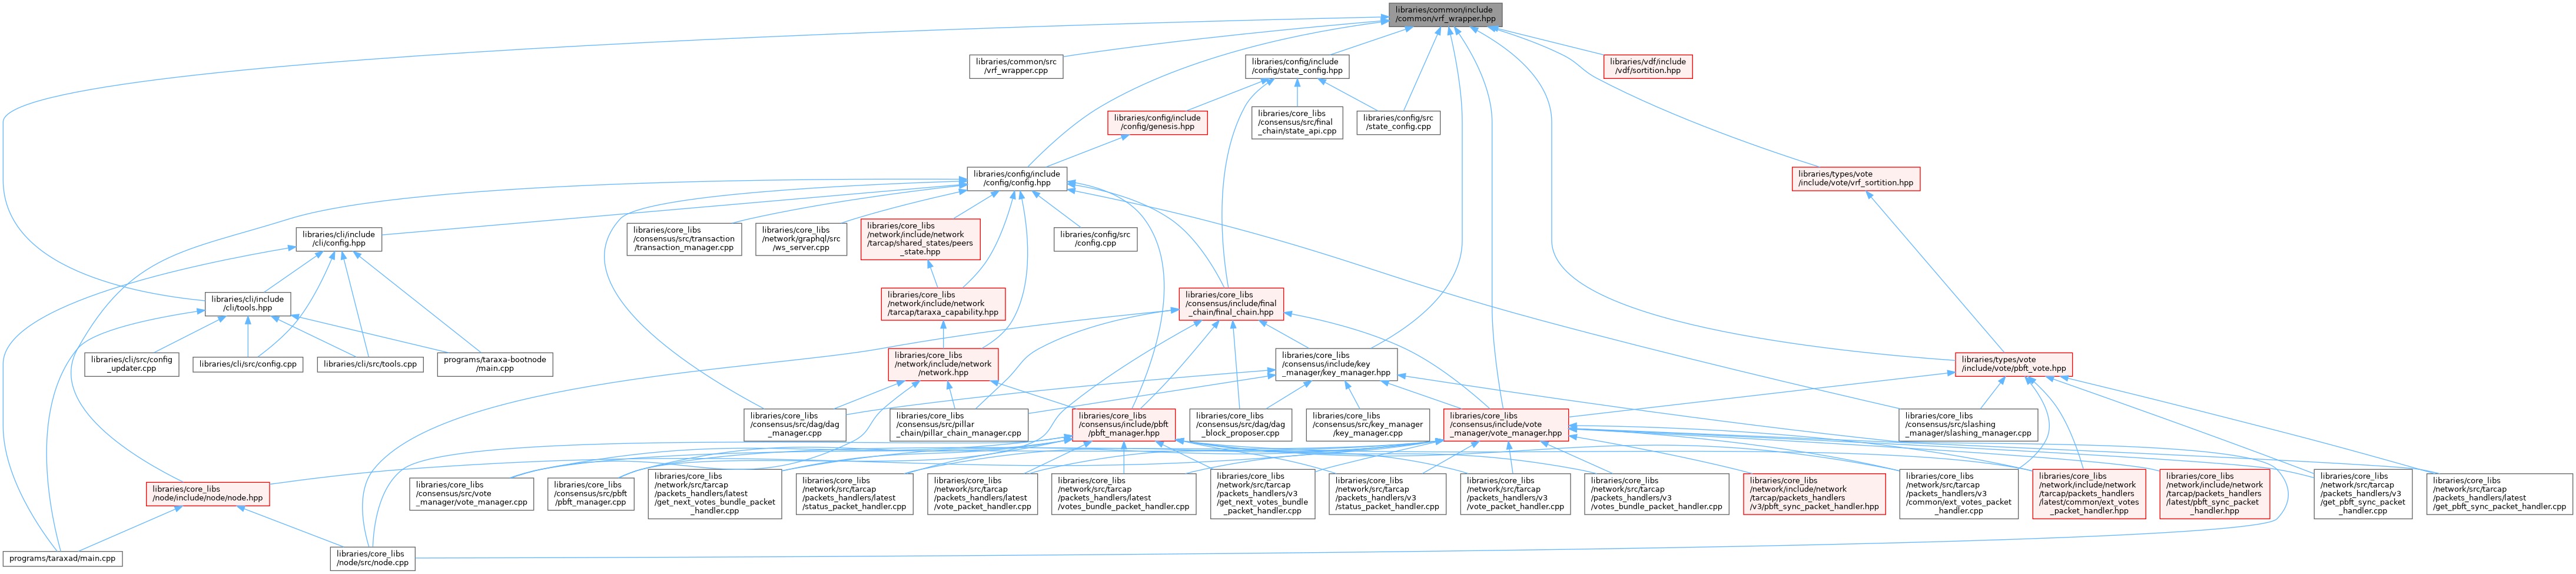 libraries/common/include
/common/vrf_wrapper.hpp
libraries/common/src
/vrf_wrapper.cpp
libraries/config/include
/config/state_config.hpp
libraries/vdf/include
/vdf/sortition.hpp
libraries/config/include
/config/genesis.hpp
libraries/core_libs
/consensus/src/final
_chain/state_api.cpp
libraries/config/src
/state_config.cpp
libraries/config/include
/config/config.hpp
libraries/types/vote
/include/vote/vrf_sortition.hpp
libraries/cli/include
/cli/config.hpp
libraries/core_libs
/consensus/src/transaction
/transaction_manager.cpp
libraries/core_libs
/network/graphql/src
/ws_server.cpp
libraries/core_libs
/network/include/network
/tarcap/shared_states/peers
_state.hpp
libraries/config/src
/config.cpp
libraries/cli/include
/cli/tools.hpp
libraries/core_libs
/network/include/network
/tarcap/taraxa_capability.hpp
libraries/core_libs
/consensus/include/final
_chain/final_chain.hpp
libraries/cli/src/config
_updater.cpp
libraries/cli/src/config.cpp
libraries/cli/src/tools.cpp
programs/taraxa-bootnode
/main.cpp
libraries/core_libs
/network/include/network
/network.hpp
libraries/core_libs
/consensus/include/key
_manager/key_manager.hpp
libraries/types/vote
/include/vote/pbft_vote.hpp
libraries/core_libs
/consensus/src/dag/dag
_manager.cpp
libraries/core_libs
/consensus/src/pillar
_chain/pillar_chain_manager.cpp
libraries/core_libs
/consensus/include/pbft
/pbft_manager.hpp
libraries/core_libs
/consensus/src/dag/dag
_block_proposer.cpp
libraries/core_libs
/consensus/src/key_manager
/key_manager.cpp
libraries/core_libs
/consensus/include/vote
_manager/vote_manager.hpp
libraries/core_libs
/consensus/src/slashing
_manager/slashing_manager.cpp
libraries/core_libs
/node/include/node/node.hpp
libraries/core_libs
/consensus/src/vote
_manager/vote_manager.cpp
libraries/core_libs
/consensus/src/pbft
/pbft_manager.cpp
libraries/core_libs
/network/src/tarcap
/packets_handlers/latest
/get_next_votes_bundle_packet
_handler.cpp
libraries/core_libs
/network/src/tarcap
/packets_handlers/latest
/status_packet_handler.cpp
libraries/core_libs
/network/src/tarcap
/packets_handlers/latest
/vote_packet_handler.cpp
libraries/core_libs
/network/src/tarcap
/packets_handlers/latest
/votes_bundle_packet_handler.cpp
libraries/core_libs
/network/src/tarcap
/packets_handlers/v3
/get_next_votes_bundle
_packet_handler.cpp
libraries/core_libs
/network/src/tarcap
/packets_handlers/v3
/status_packet_handler.cpp
libraries/core_libs
/network/src/tarcap
/packets_handlers/v3
/vote_packet_handler.cpp
libraries/core_libs
/network/src/tarcap
/packets_handlers/v3
/votes_bundle_packet_handler.cpp
libraries/core_libs
/network/include/network
/tarcap/packets_handlers
/v3/pbft_sync_packet_handler.hpp
libraries/core_libs
/network/src/tarcap
/packets_handlers/v3
/common/ext_votes_packet
_handler.cpp
libraries/core_libs
/network/include/network
/tarcap/packets_handlers
/latest/common/ext_votes
_packet_handler.hpp
libraries/core_libs
/network/include/network
/tarcap/packets_handlers
/latest/pbft_sync_packet
_handler.hpp
libraries/core_libs
/network/src/tarcap
/packets_handlers/v3
/get_pbft_sync_packet
_handler.cpp
libraries/core_libs
/network/src/tarcap
/packets_handlers/latest
/get_pbft_sync_packet_handler.cpp
programs/taraxad/main.cpp
libraries/core_libs
/node/src/node.cpp